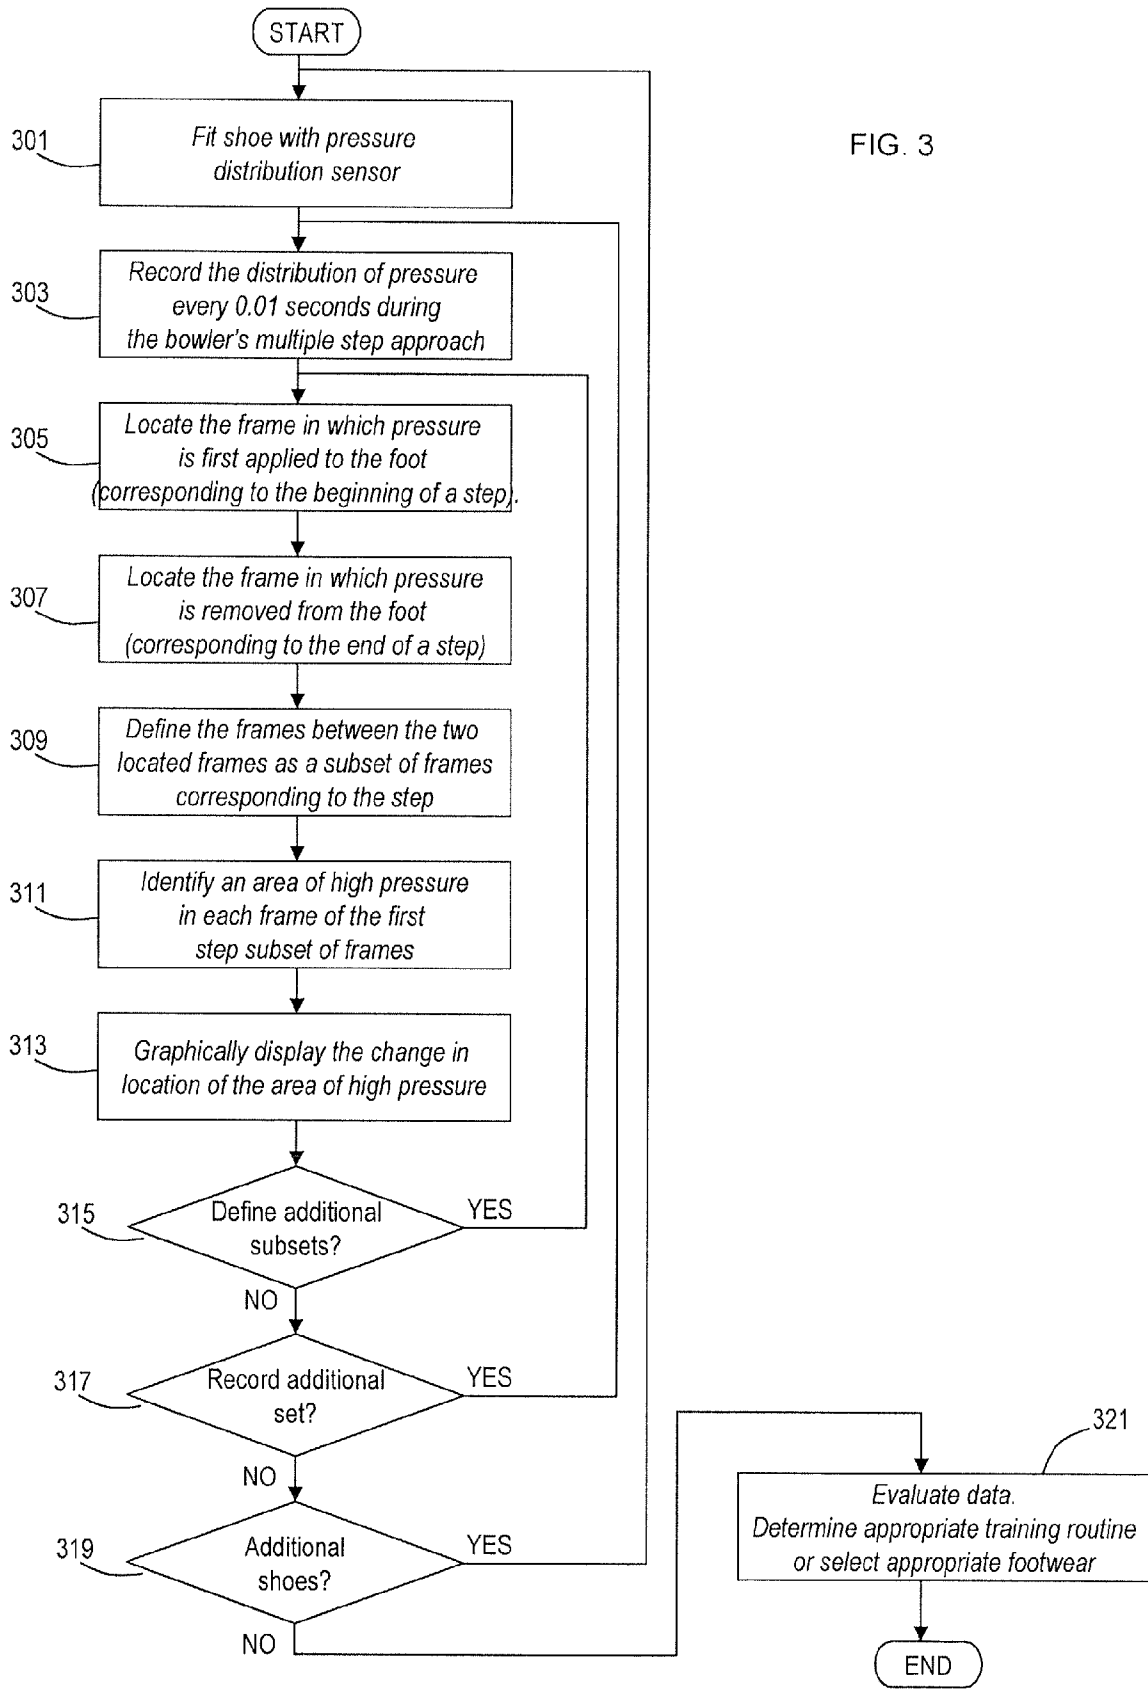 START
FIG. 3
301
Fit shoe with pressure
distribution sensor
303
Record the distribution of pressure
every 0.01 seconds during
the bowler's multiple step approach
305
Locate the frame in which pressure
is first applied to the foot
(corresponding to the beginning of a step).
307
Locate the frame in which pressure
is removed from the foot
(corresponding to the end of a step)
309
Define the frames between the two
located frames as a subset of frames
corresponding to the step
311
Identify an area of high pressure
in each frame of the first
step subset of frames
313
Graphically display the change in
location of the area of high pressure
315
Define additional
subsets?
YES
NO
317
Record additional
set?
YES
NO
319
Additional
shoes?
YES
NO
321
Evaluate data.
Determine appropriate training routine
or select appropriate footwear
END